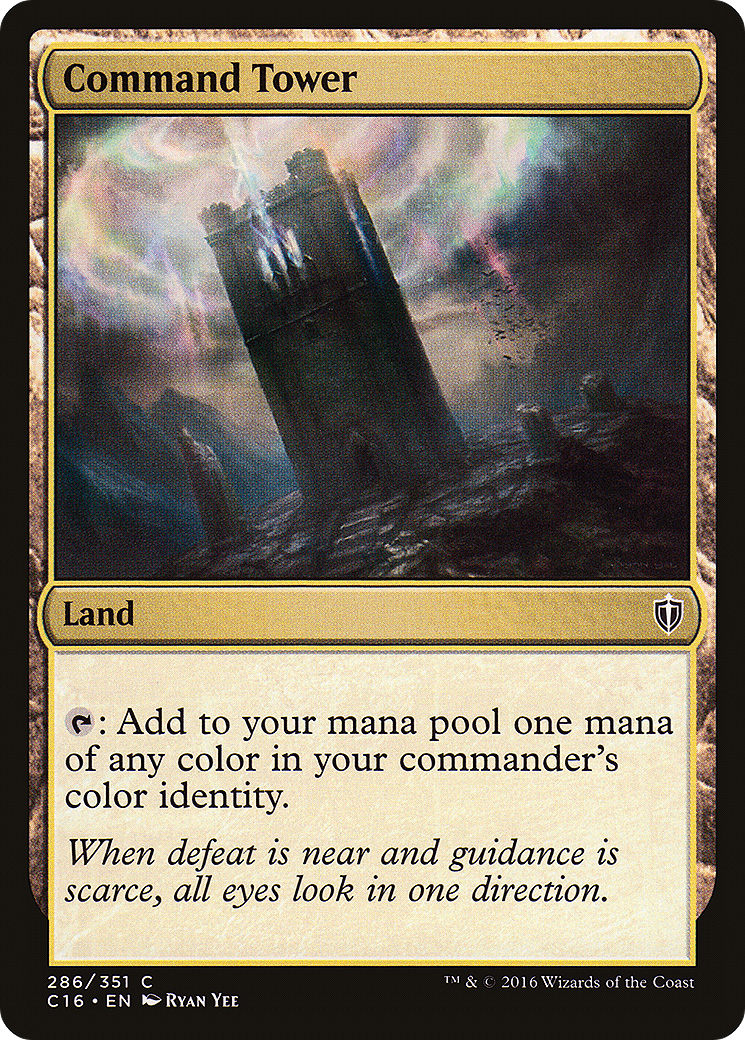 Command Tower
Land
: Add to your mana pool one mana
of any color in your commander's
color identity.
When defeat is near and guidance is
scarce, all eyes look in one direction.
286/351 C
C16 • EN Ryan Yee
™ & © 2016 Wizards of the Coast